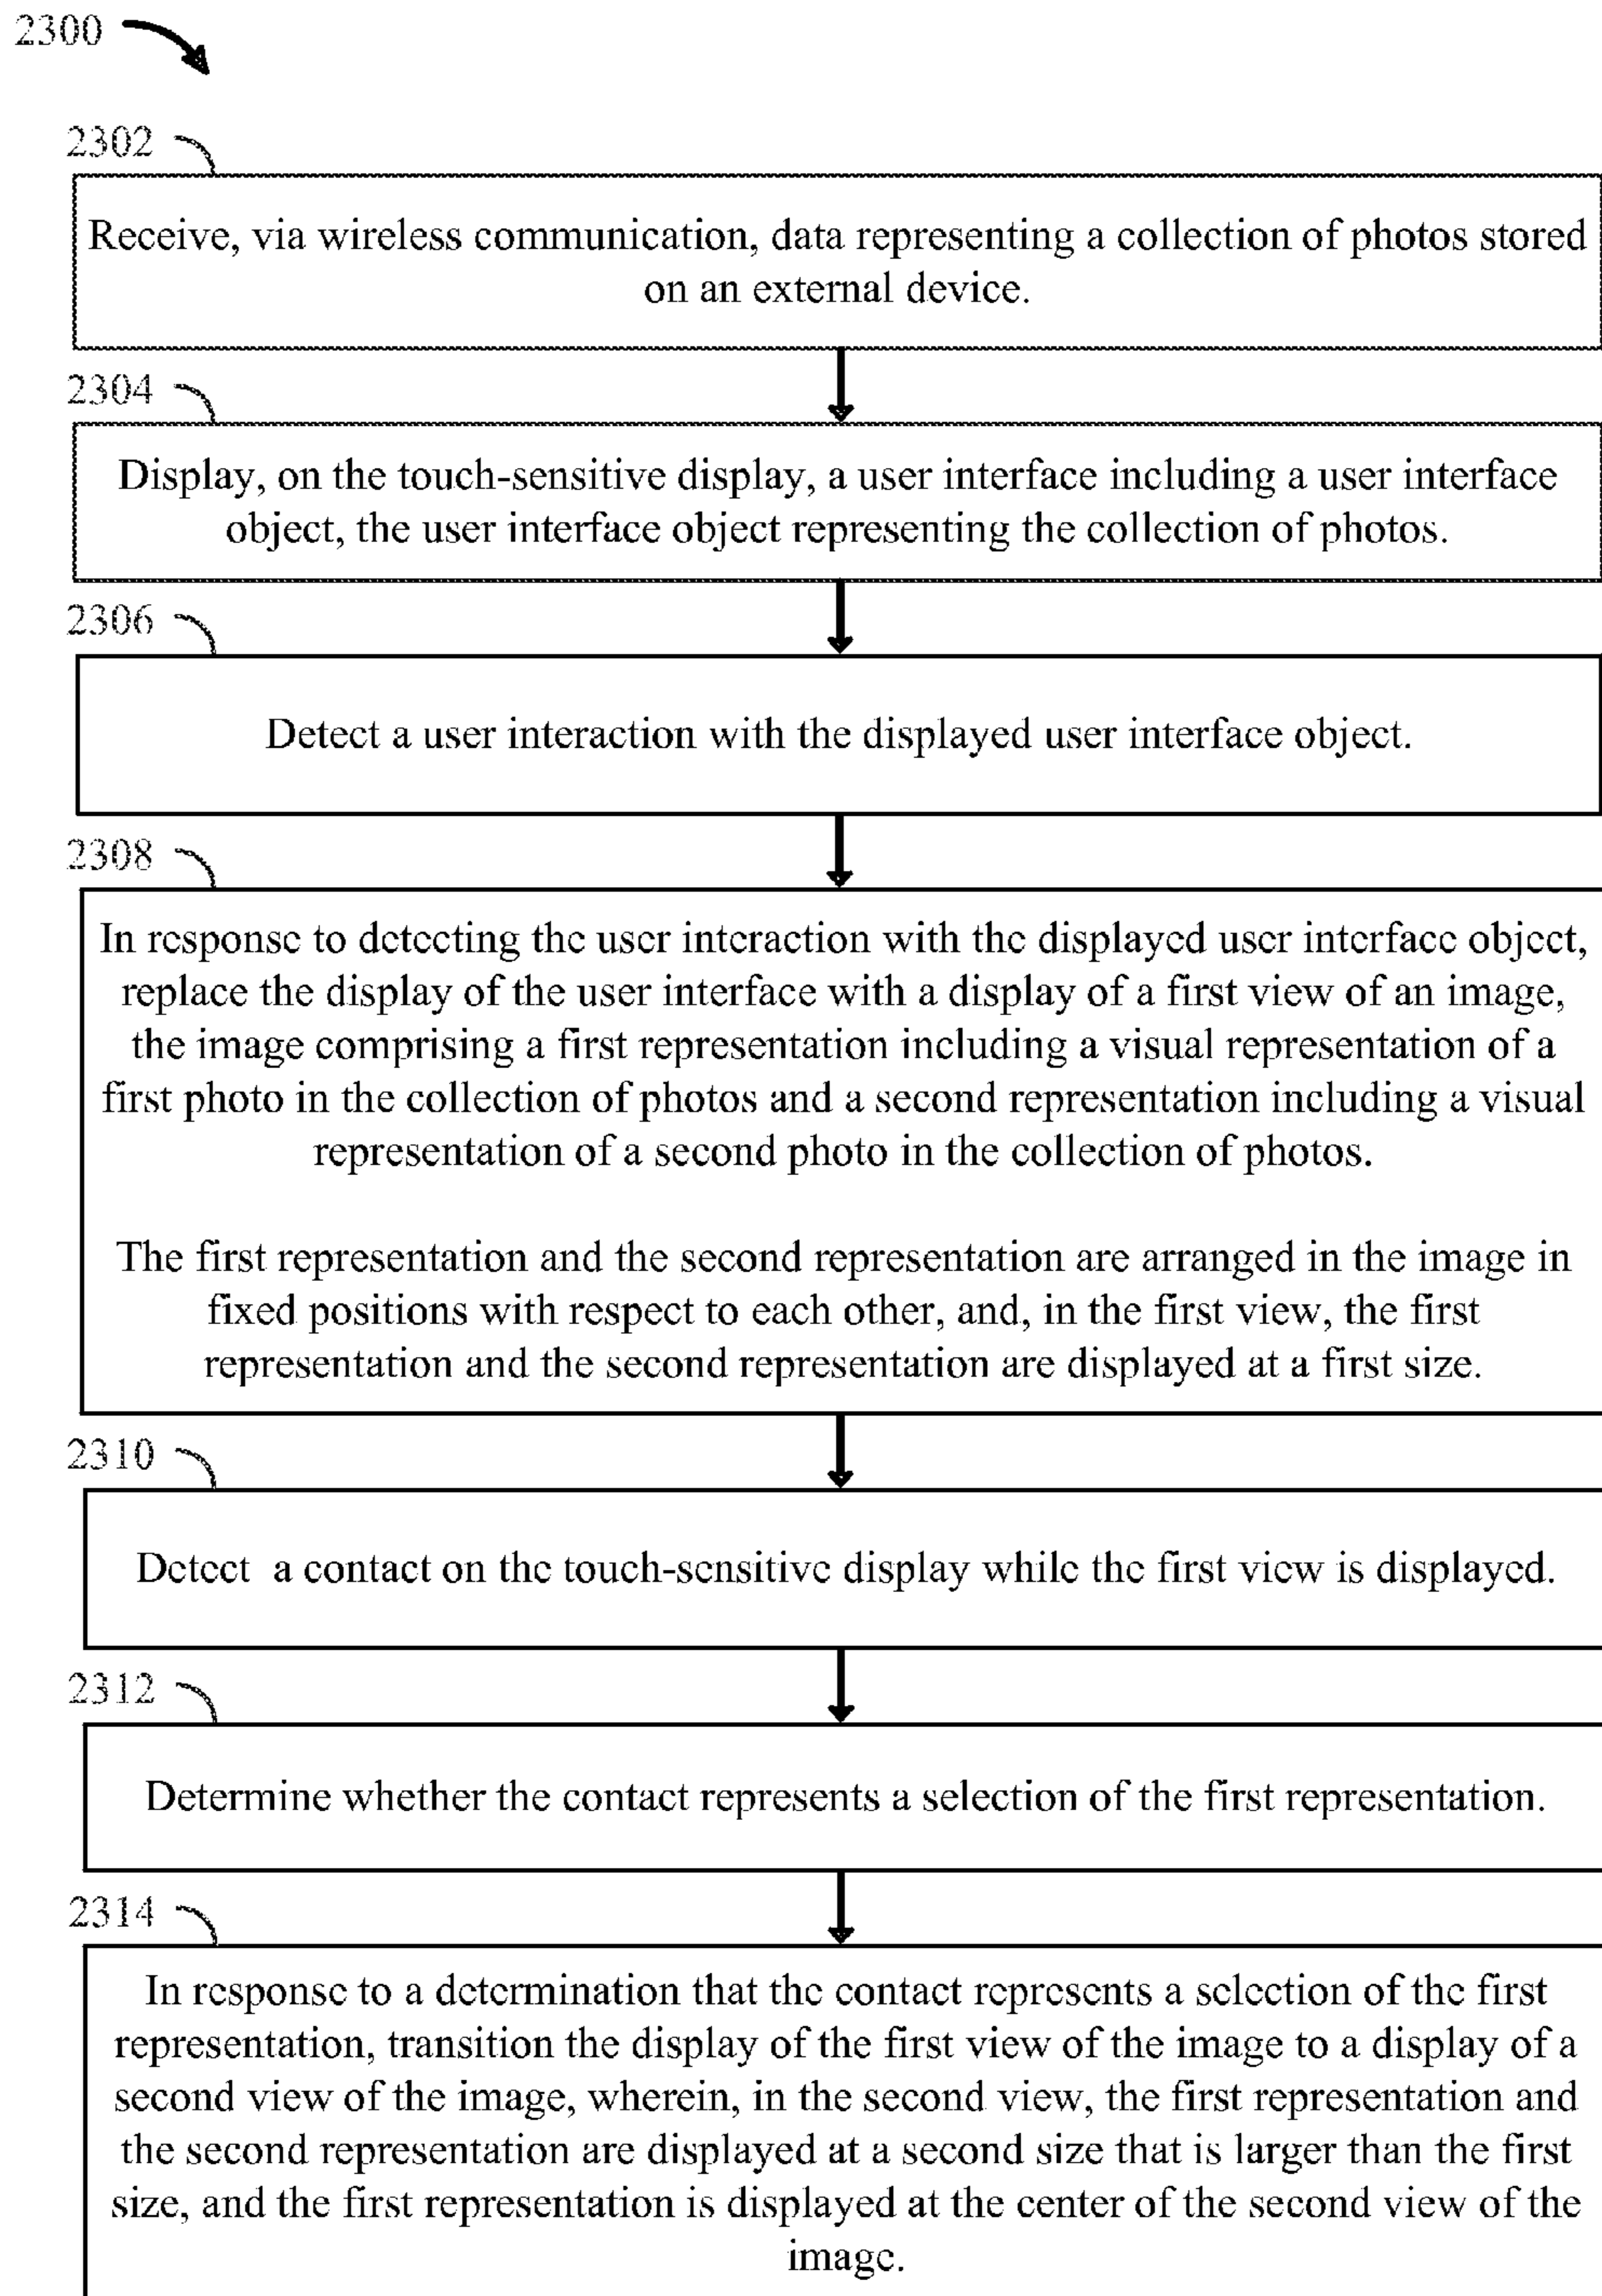 2300
2302
Receive, via wireless communication, data representing a collection of photos stored
on an external device.
2304
Display, on the touch-sensitive display, a user interface including a user interface
object, the user interface object representing the collection of photos.
2306
Detect a user interaction with the displayed user interface object.
2308
In response to detecting the user interaction with the displayed user interface object,
replace the display of the user interface with a display of a first view of an image,
the image comprising a first representation including a visual representation of a
first photo in the collection of photos and a second representation including a visual
representation of a second photo in the collection of photos.
The first representation and the second representation are arranged in the image in
fixed positions with respect to each other, and, in the first view, the first
representation and the second representation are displayed at a first size.
2310
Detect a contact on the touch-sensitive display while the first view is displayed.
2312
Determine whether the contact represents a selection of the first representation.
2314
In response to a determination that the contact represents a selection of the first
representation, transition the display of the first view of the image to a display of a
second view of the image, wherein, in the second view, the first representation and
the second representation are displayed at a second size that is larger than the first
size, and the first representation is displayed at the center of the second view of the
image.